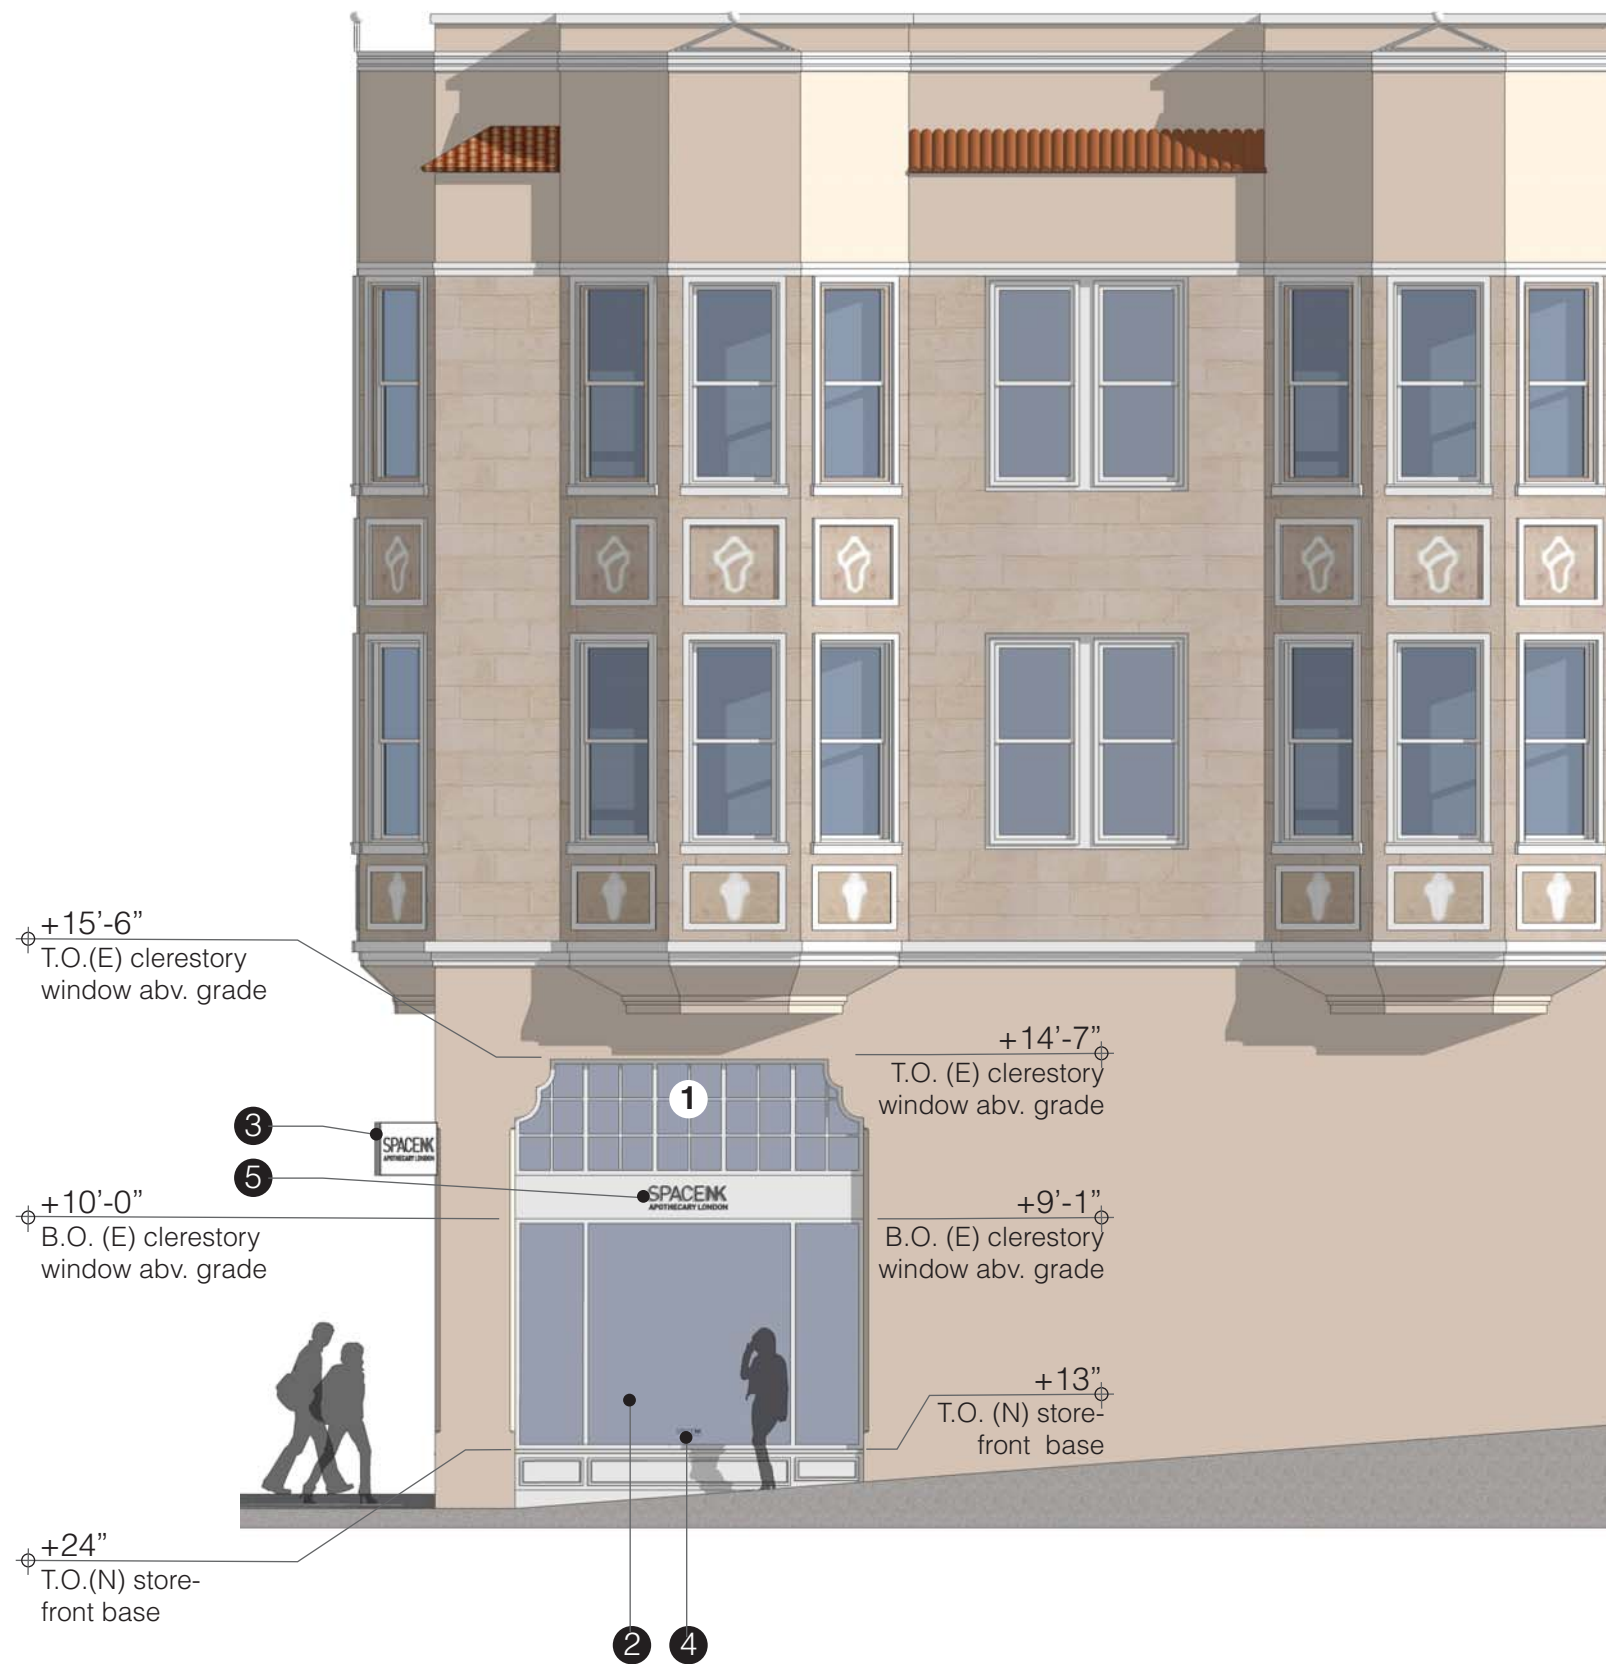 +15’-6”
T.O.(E) clerestory
window abv. grade
+14’-7”
T.O. (E) clerestory
window abv. grade
1
3
SPACENK
APOTHECARY LONDON
5
SPACENK
APOTHECARY LONDON
+10’-0”
B.O. (E) clerestory
window abv. grade
+9’-1”
B.O. (E) clerestory
window abv. grade
+13”
T.O. (N) store-
front base
+24”
T.O.(N) store-
front base
2
4